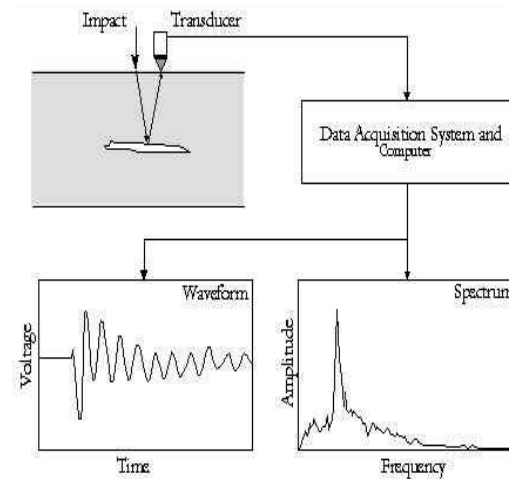 Impact Transducer
Data Acquisition System and
Computer
Waveform
Voltage
Time
Spectrum
Amplitude
Frequency